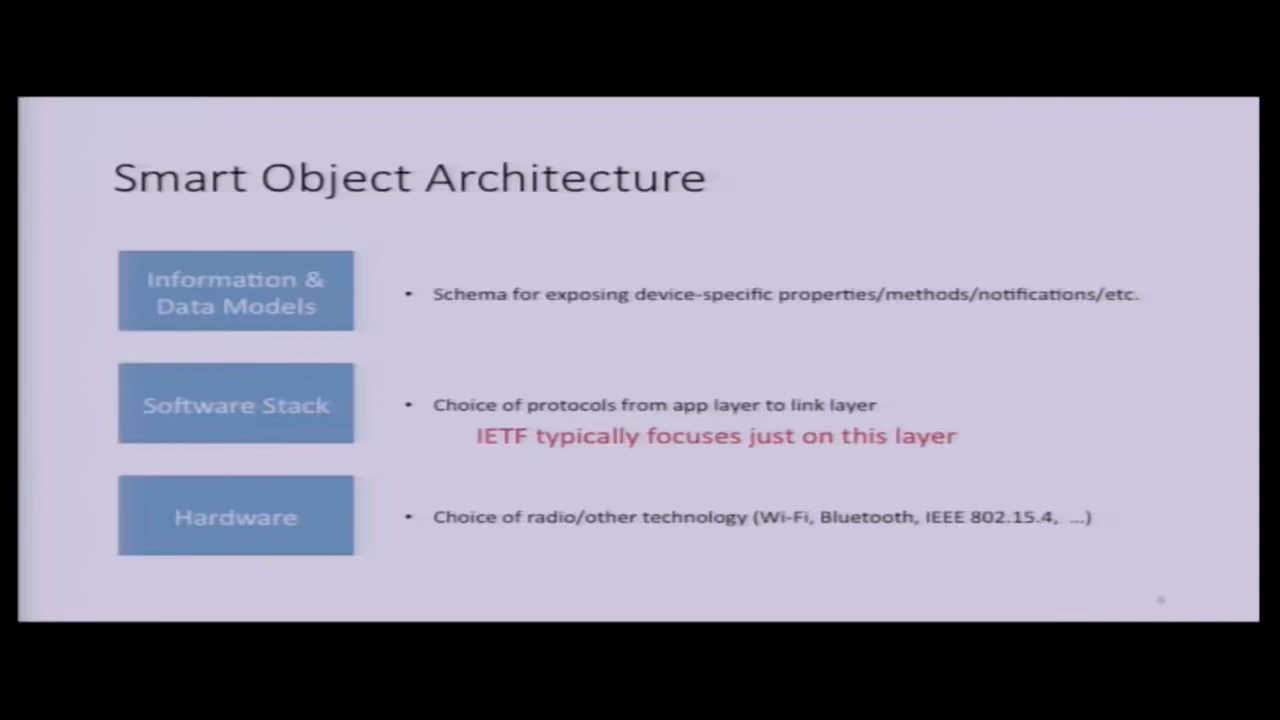 Smart Object Architecture
Information &
Data Models
• Schema for exposing device-specific properties/methods/notifications/etc.
Software Stack
• Choice of protocols from app layer to link layer
IETF typically focuses just on this layer
Hardware
• Choice of radio/other technology (Wi-Fi, Bluetooth, IEEE 802.15.4, ...)